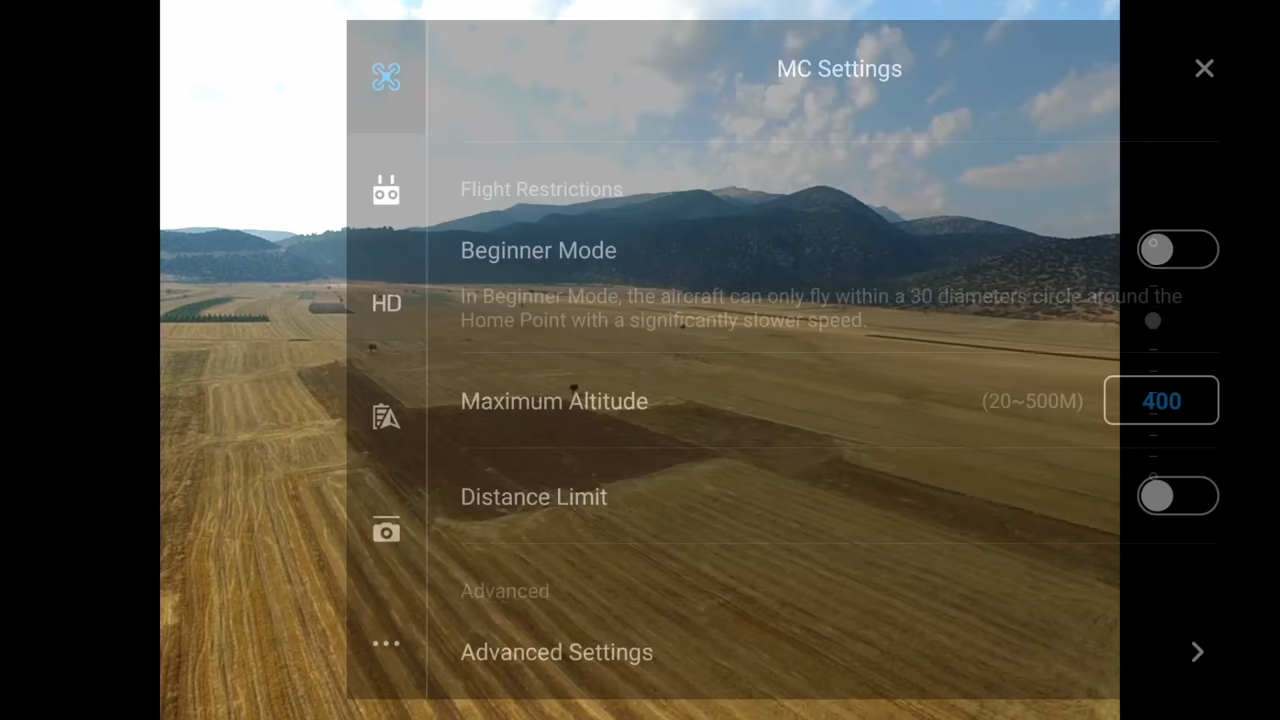 MC Settings
Flight Restrictions
Beginner Mode
In Beginner Mode, the aircraft can only fly within a 30 diameters circle around the
Home Point with a significantly slower speed.
HD
Maximum Altitude (20~500M) 400
Distance Limit
Advanced
Advanced Settings